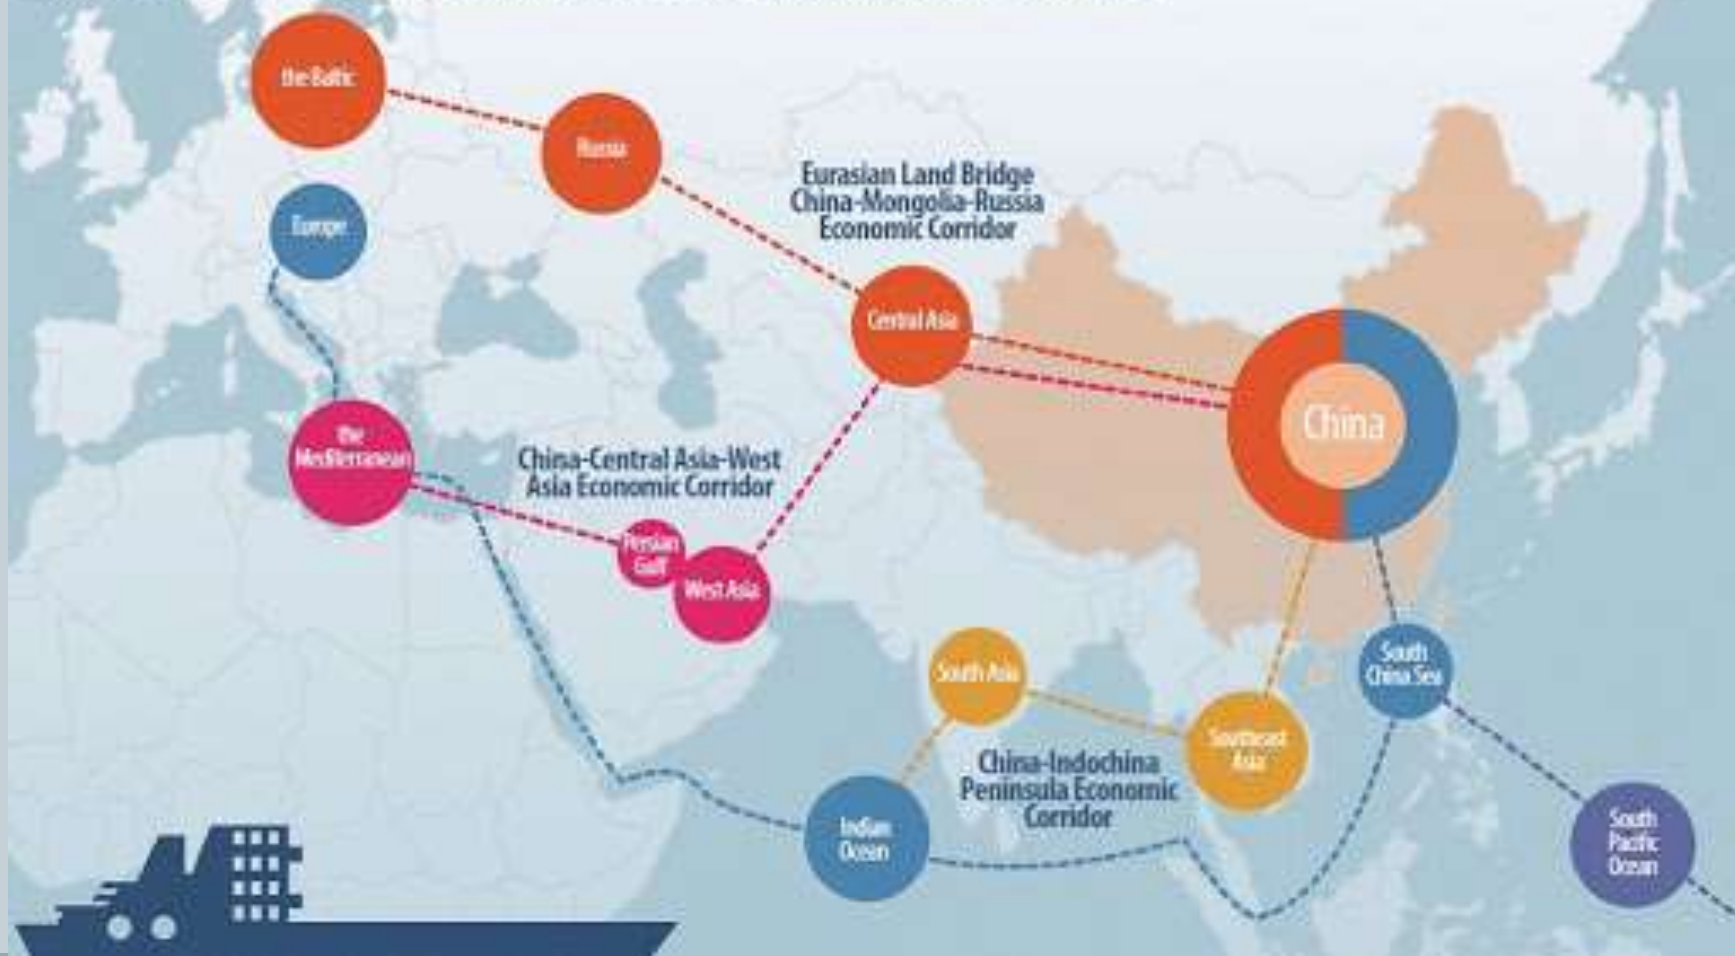 the Baltic
Russia
Europe
Eurasian Land Bridge
China-Mongolia-Russia
Economic Corridor
Central Asia
China
the
Mediterranean
China-Central Asia-West
Asia Economic Corridor
Persian
Gulf
West Asia
South Asia
South
China Sea
Southeast
Asia
China-Indochina
Peninsula Economic
Corridor
Indian
Ocean
South
Pacific
Ocean